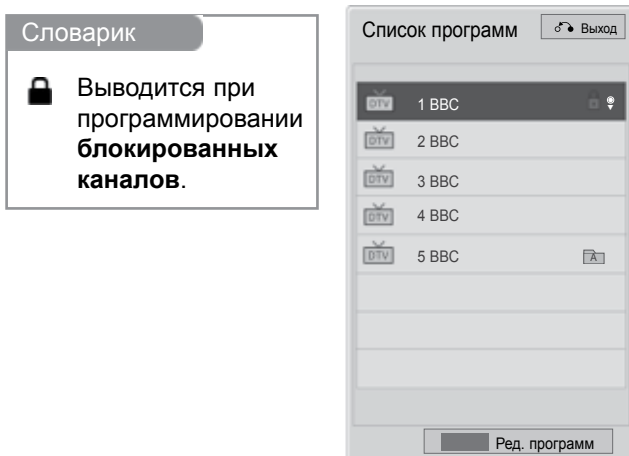 Словарик
Выводится при
программировании
блокированных
каналов.
Список программ
Выход
DTV 1 BBC
DTV 2 BBC
DTV 3 BBC
DTV 4 BBC
DTV 5 BBC A
Ред. программ